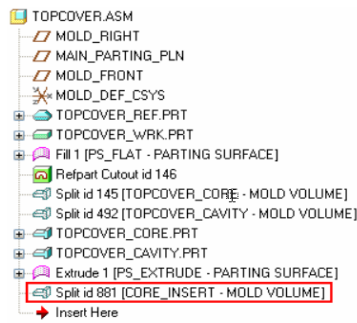 TOPCOVER.ASM
MOLD_RIGHT
MAIN_PARTING_PLN
MOLD_FRONT
MOLD_DEF_CSYS
TOPCOVER_REF.PRT
TOPCOVER_WRK.PRT
Fill 1 [PS_FLAT - PARTING SURFACE]
Refpart Cutout id 146
Split id 145 [TOPCOVER_CORE - MOLD VOLUME]
Split id 492 [TOPCOVER_CAVITY - MOLD VOLUME]
TOPCOVER_CORE.PRT
TOPCOVER_CAVITY.PRT
Extrude 1 [PS_EXTRUDE - PARTING SURFACE]
Split id 881 [CORE_INSERT - MOLD VOLUME]
Insert Here